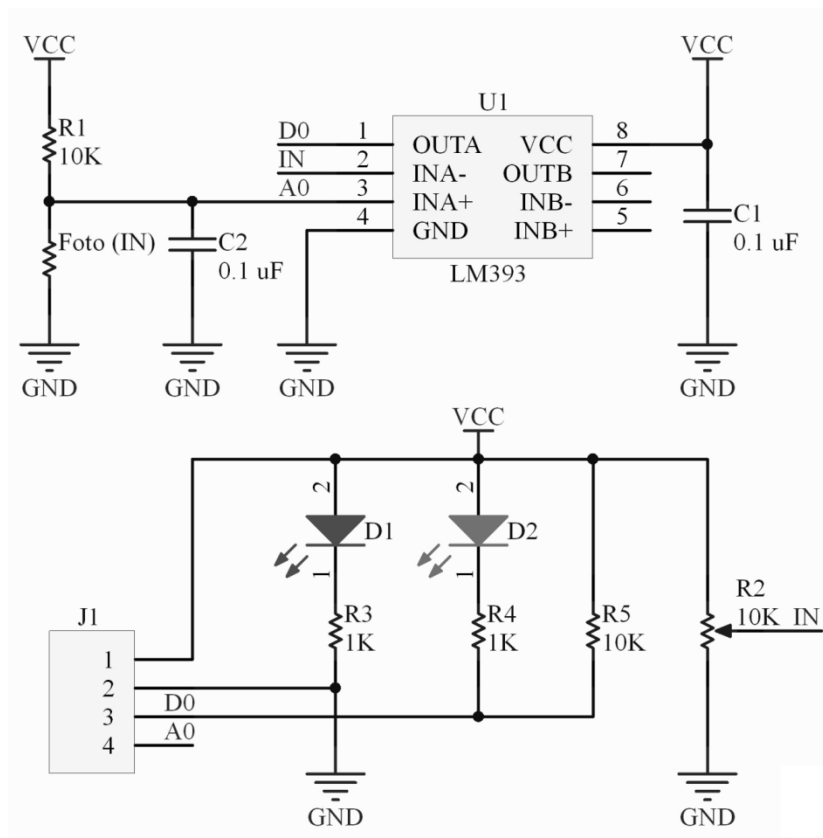 VCC
R1
10K
Foto (IN)
C2
0.1 uF
GND
GND
GND
U1
D0 1 OUTA VCC 8
IN 2 INA- OUTB 7
A0 3 INA+ INB- 6
4 GND INB+ 5
LM393
VCC
C1
0.1 uF
GND
VCC
2
D1
1
R3
1K
2
D2
1
R4
1K
R5
10K
R2
10K IN
J1
1
2
3 D0
4 A0
GND
GND